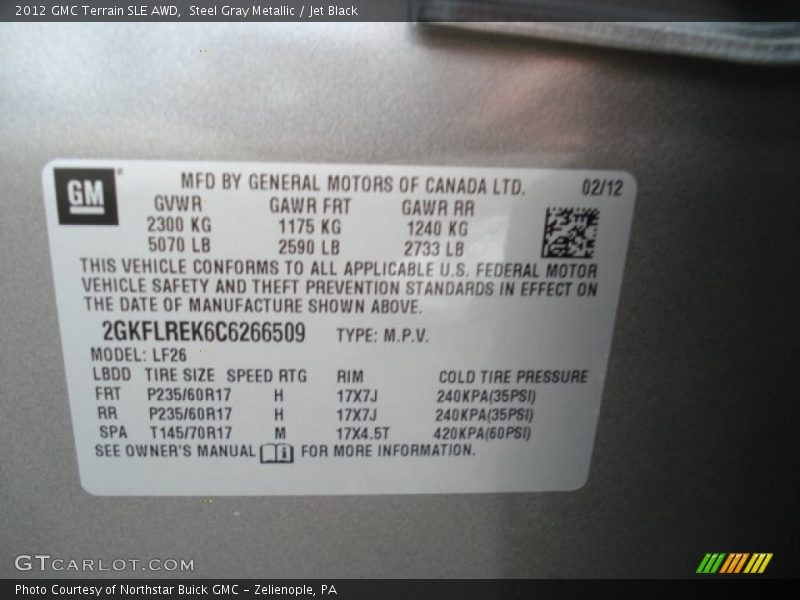 2012 GMC Terrain SLE AWD, Steel Gray Metallic / Jet Black
GM
MFD BY GENERAL MOTORS OF CANADA LTD. 02/12
GVWR GAWR FRT GAWR RR
2300 KG 1175 KG 1240 KG
5070 LB 2590 LB 2733 LB
THIS VEHICLE CONFORMS TO ALL APPLICABLE U.S. FEDERAL MOTOR
VEHICLE SAFETY AND THEFT PREVENTION STANDARDS IN EFFECT ON
THE DATE OF MANUFACTURE SHOWN ABOVE.
2GKFLREK6C6266509 TYPE: M.P.V.
MODEL: LF26
LBDD TIRE SIZE SPEED RTG RIM COLD TIRE PRESSURE
FRT P235/60R17 H 17X7J 240KPA(35PSI)
RR P235/60R17 H 17X7J 240KPA(35PSI)
SPA T145/70R17 M 17X4.5T 420KPA(60PSI)
SEE OWNER'S MANUAL i FOR MORE INFORMATION.
GTCARLOT.COM
Photo Courtesy of Northstar Buick GMC - Zelienople, PA